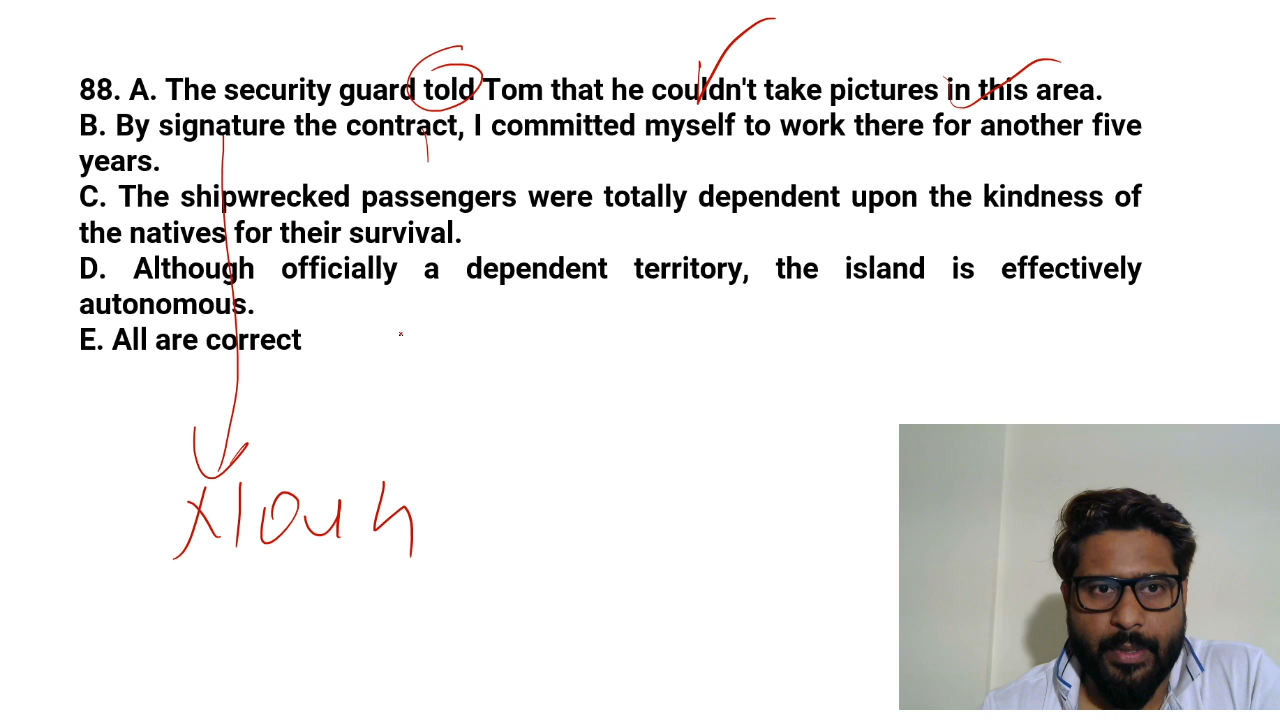 88. A. The security guard told Tom that he couldn't take pictures in this area.
B. By signature the contract, I committed myself to work there for another five
years.
C. The shipwrecked passengers were totally dependent upon the kindness of
the natives for their survival.
D. Although officially a dependent territory, the island is effectively
autonomous.
E. All are correct